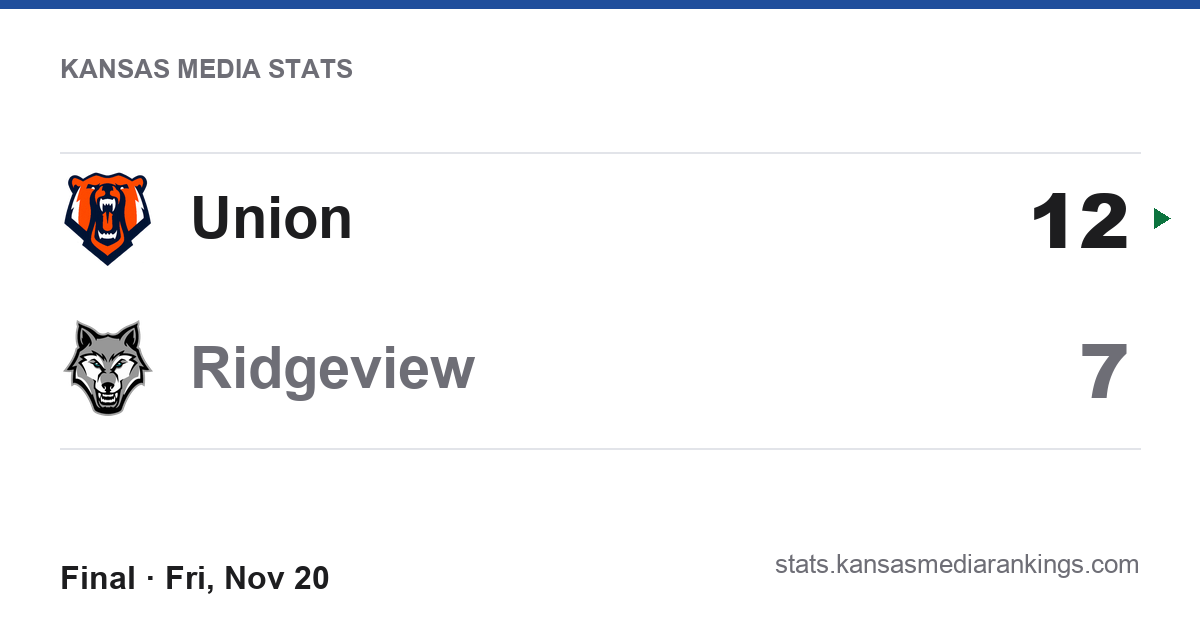 KANSAS MEDIA STATS
Union 12
Ridgeview 7
Final · Fri, Nov 20
stats.kansasmediarankings.com